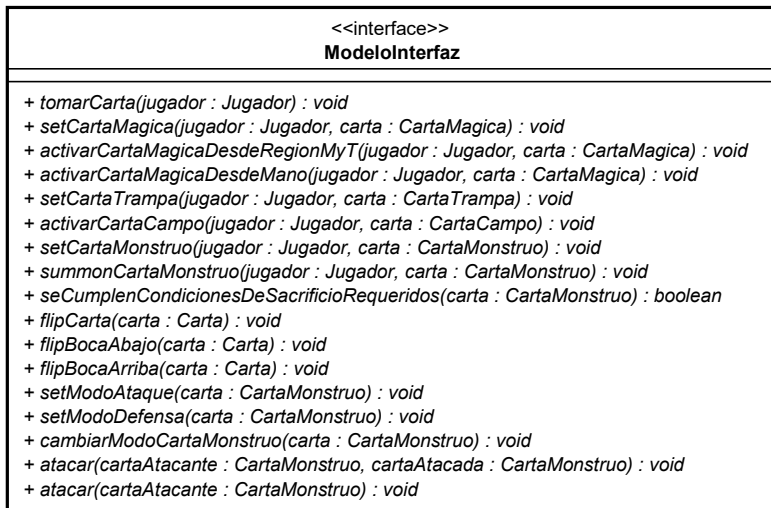 <<interface>>
ModeloInterfaz
+ tomarCarta(jugador : Jugador) : void
+ setCartaMagica(jugador : Jugador, carta : CartaMagica) : void
+ activarCartaMagicaDesdeRegionMyT(jugador : Jugador, carta : CartaMagica) : void
+ activarCartaMagicaDesdeMano(jugador : Jugador, carta : CartaMagica) : void
+ setCartaTrampa(jugador : Jugador, carta : CartaTrampa) : void
+ activarCartaCampo(jugador : Jugador, carta : CartaCampo) : void
+ setCartaMonstruo(jugador : Jugador, carta : CartaMonstruo) : void
+ summonCartaMonstruo(jugador : Jugador, carta : CartaMonstruo) : void
+ seCumplenCondicionesDeSacrificioRequeridos(carta : CartaMonstruo) : boolean
+ flipCarta(carta : Carta) : void
+ flipBocaAbajo(carta : Carta) : void
+ flipBocaArriba(carta : Carta) : void
+ setModoAtaque(carta : CartaMonstruo) : void
+ setModoDefensa(carta : CartaMonstruo) : void
+ cambiarModoCartaMonstruo(carta : CartaMonstruo) : void
+ atacar(cartaAtacante : CartaMonstruo, cartaAtacada : CartaMonstruo) : void
+ atacar(cartaAtacante : CartaMonstruo) : void